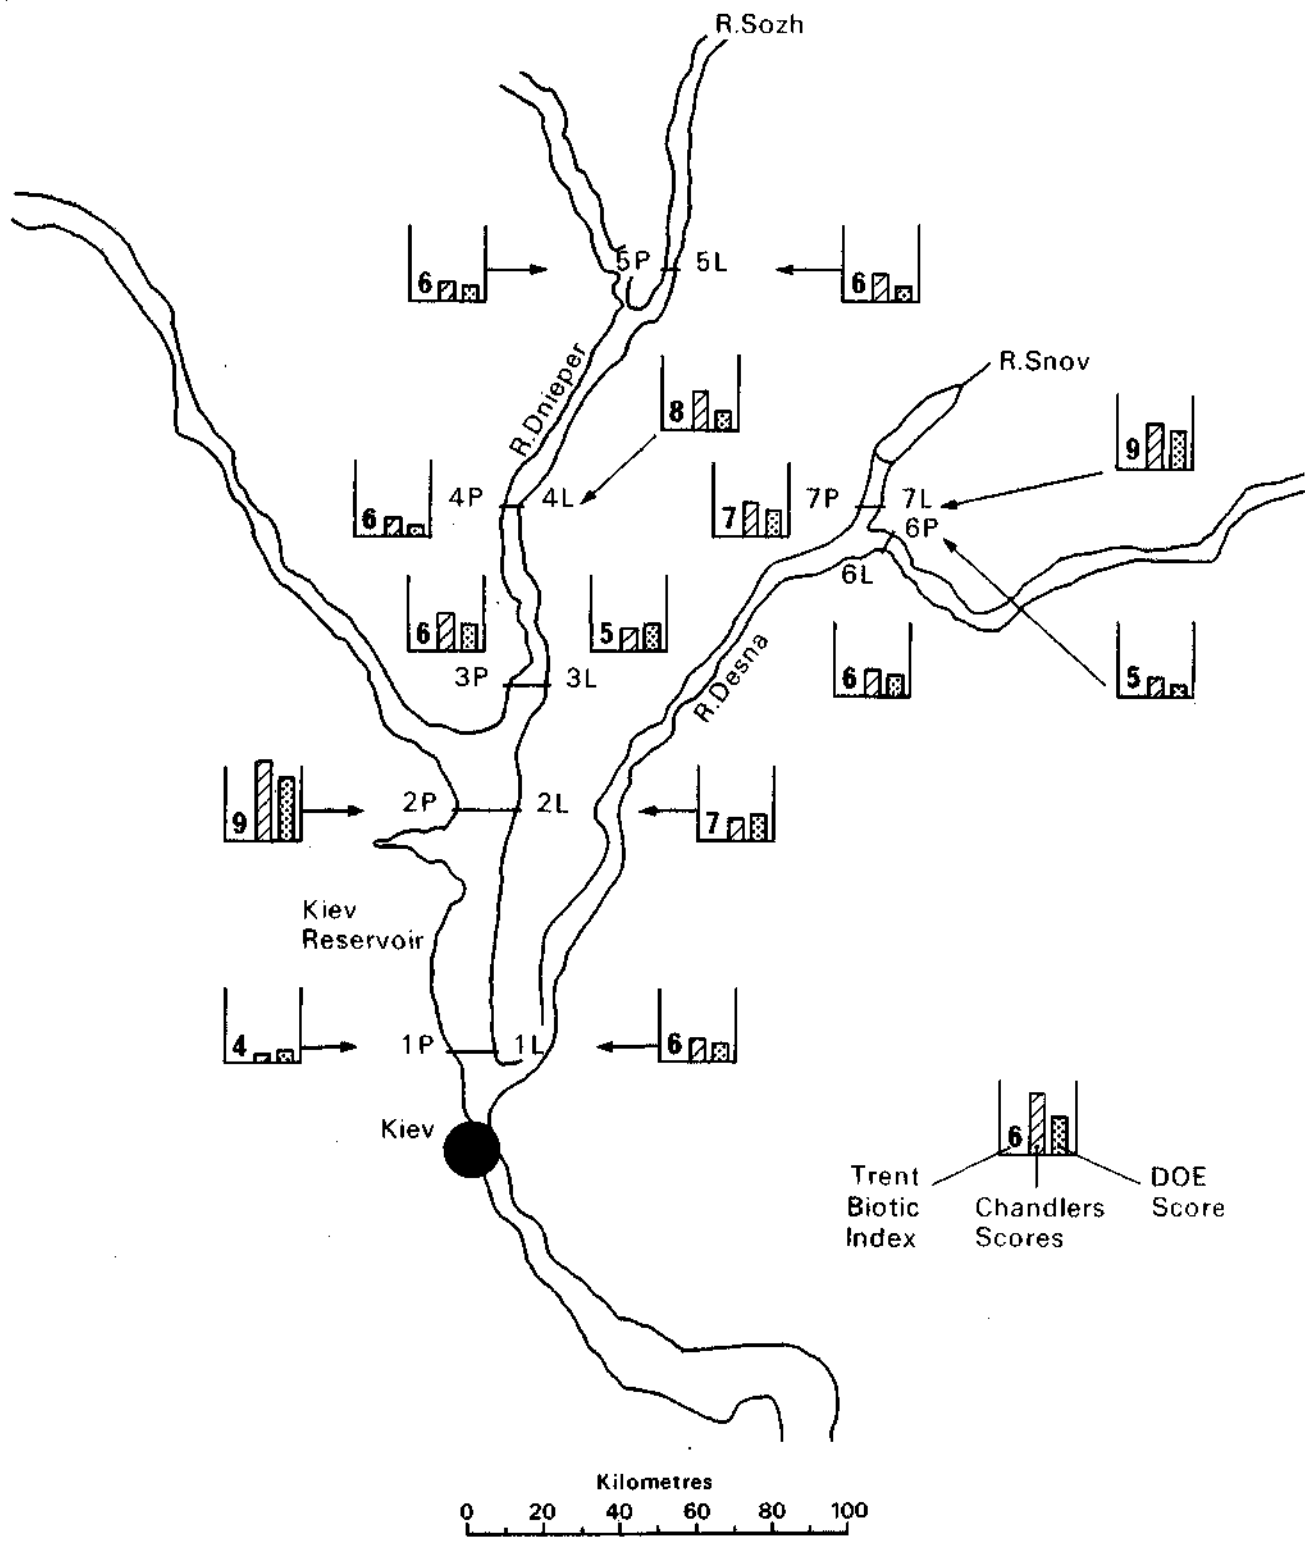 R.Sozh
5P
5L
6
6
R.Dnieper
R.Snov
8
9
6
4P
4L
7
7P
7L
6P
6L
6
5
3P
3L
R.Desna
6
5
9
2P
2L
7
Kiev
Reservoir
4
1P
1L
6
Kiev
6
Trent
Biotic
Index
Chandlers
Scores
DOE
Score
Kilometres
0 20 40 60 80 100